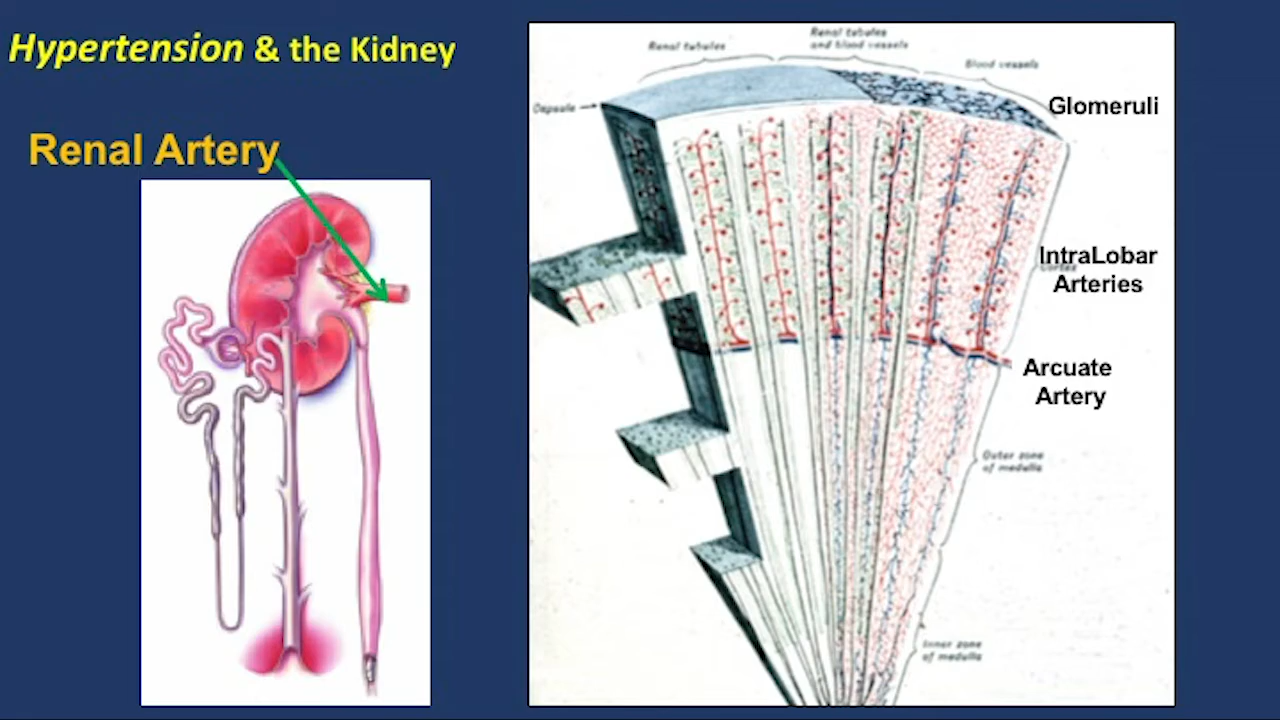 Hypertension & the Kidney
Renal Artery
Renal tubules
Renal tubules
and blood vessels
Blood vessels
Capsule
Glomeruli
IntraLobar
Cortex
Arteries
Arcuate
Artery
Outer zone
of medulla
Inner zone
of medulla